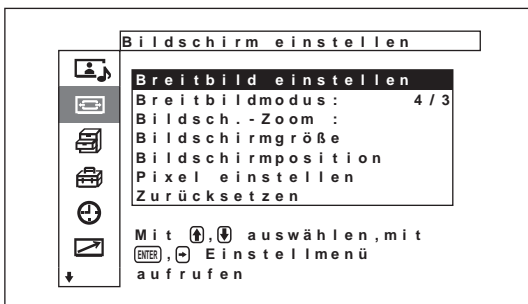 Bildschirm einstellen
Breitbild einstellen
Breitbildmodus: 4/3
Bildsch.-Zoom :
Bildschirmgröße
Bildschirmposition
Pixel einstellen
Zurücksetzen
Mit ↑,↓ auswählen,mit
ENTER,→ Einstellmenü
aufrufen